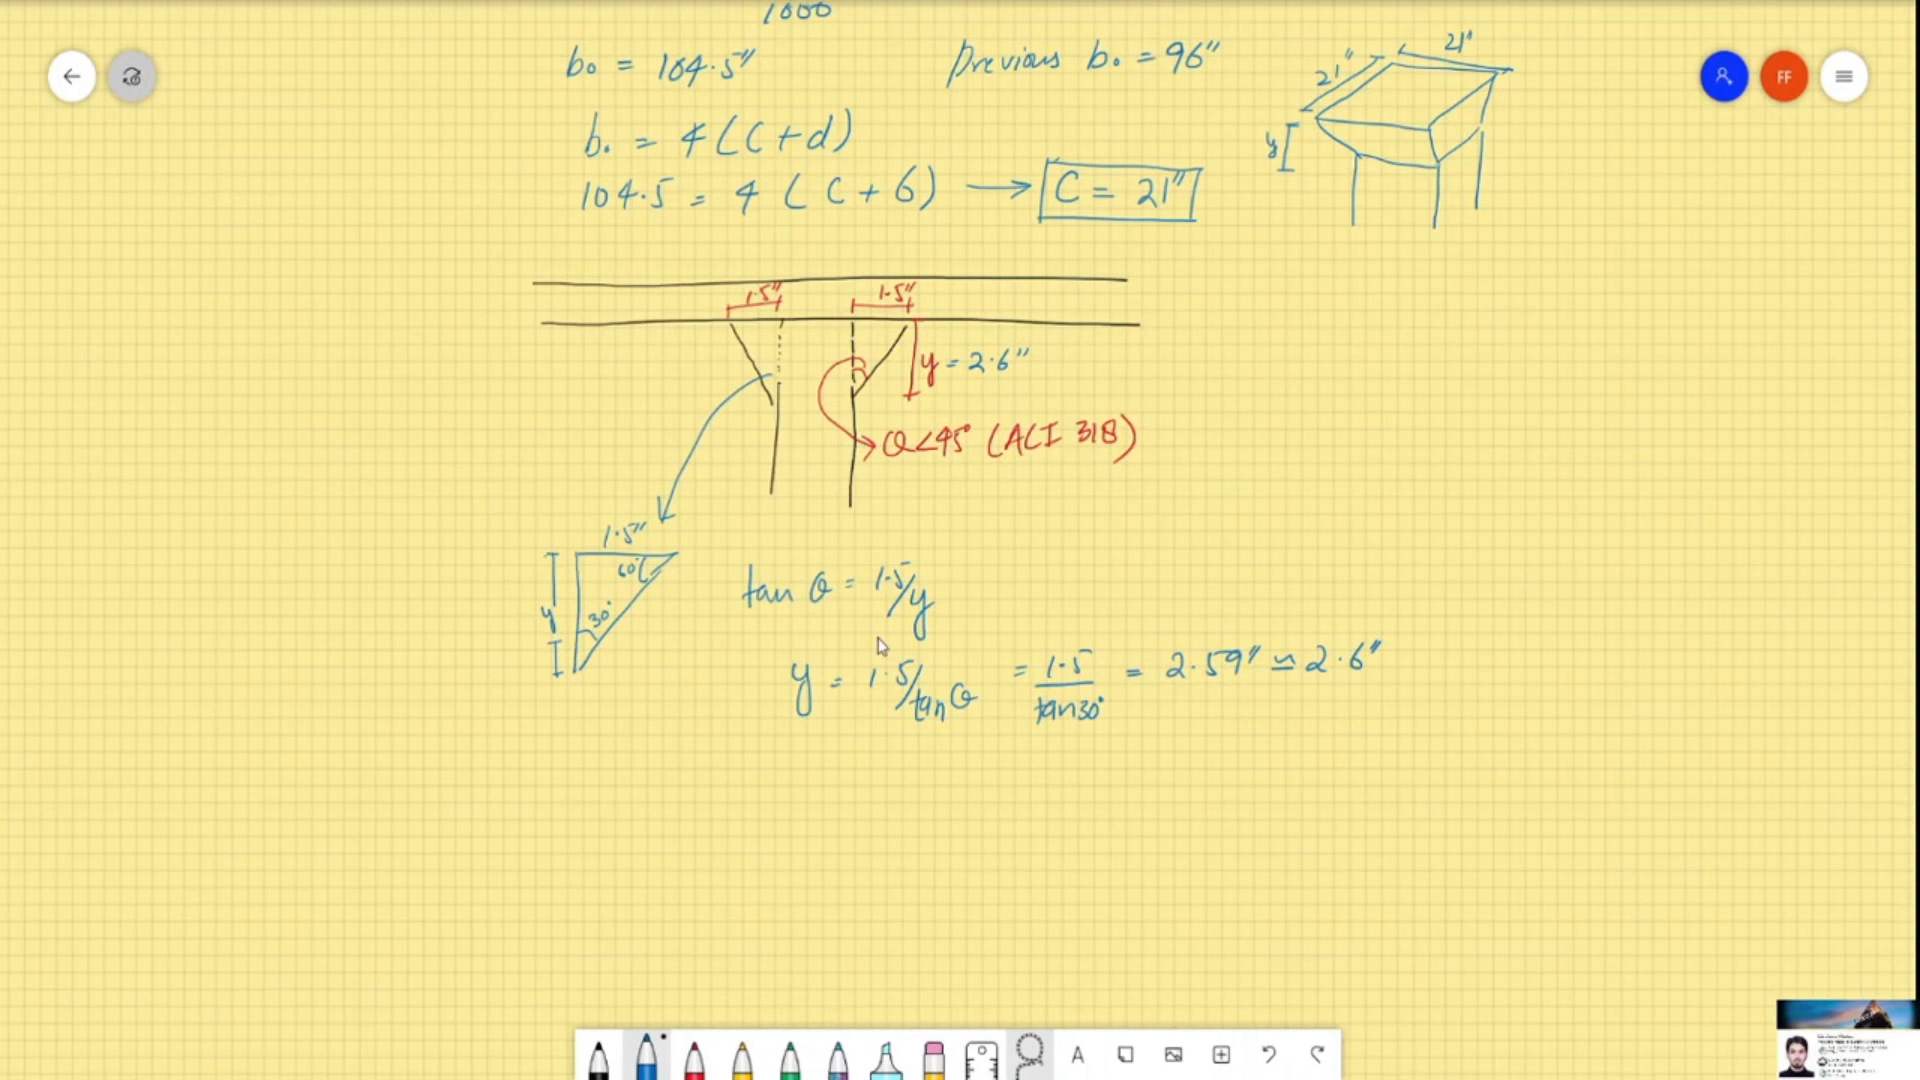 1000
b₀ = 104.5"
Previous b₀ = 96"
21"
21"
y
b₀ = 4 (C + d)
104.5 = 4 ( C + 6) → C = 21"
1.5"
1.5"
y = 2.6"
θ<45° (ACI 318)
1.5"
60°
30°
y
tan θ = 1.5/y
y = 1.5/tan θ = 1.5/tan30° = 2.59" ≃ 2.6"
FF
A